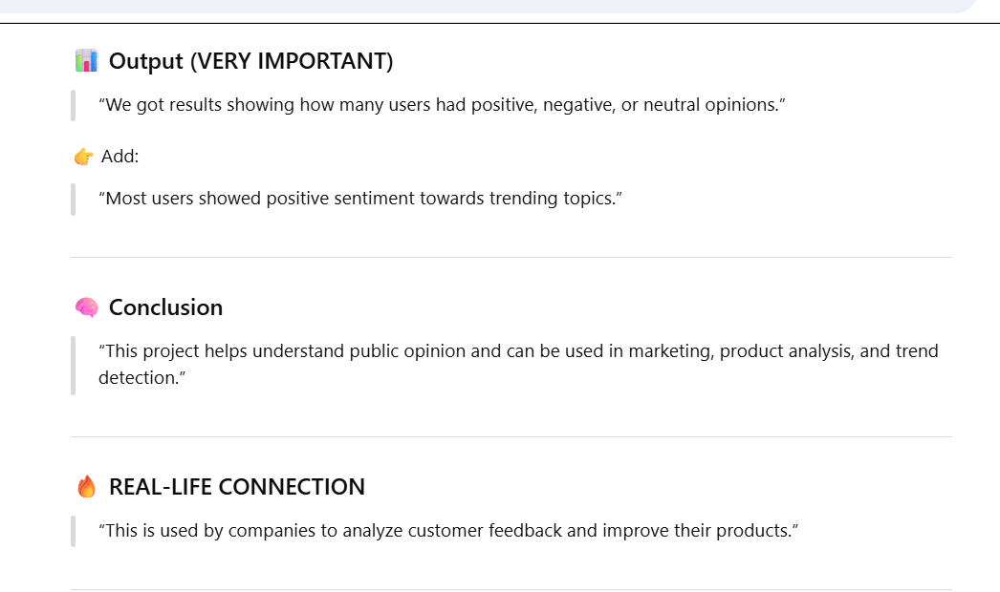 📊 Output (VERY IMPORTANT)
“We got results showing how many users had positive, negative, or neutral opinions.”
👉 Add:
“Most users showed positive sentiment towards trending topics.”
🧠 Conclusion
“This project helps understand public opinion and can be used in marketing, product analysis, and trend
detection.”
🔥 REAL-LIFE CONNECTION
“This is used by companies to analyze customer feedback and improve their products.”